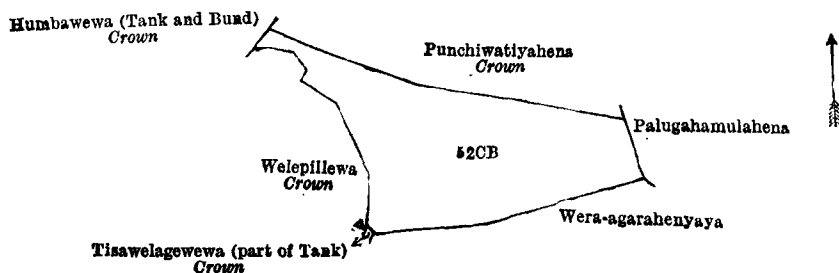 Humbawewa (Tank and Bund)
Crown
Punchiwatiyahena
Crown
Palugahamulahena
52CB
Welepillewa
Crown
Wera-agarahenyaya
Tisawelagewewa (part of Tank)
Crown